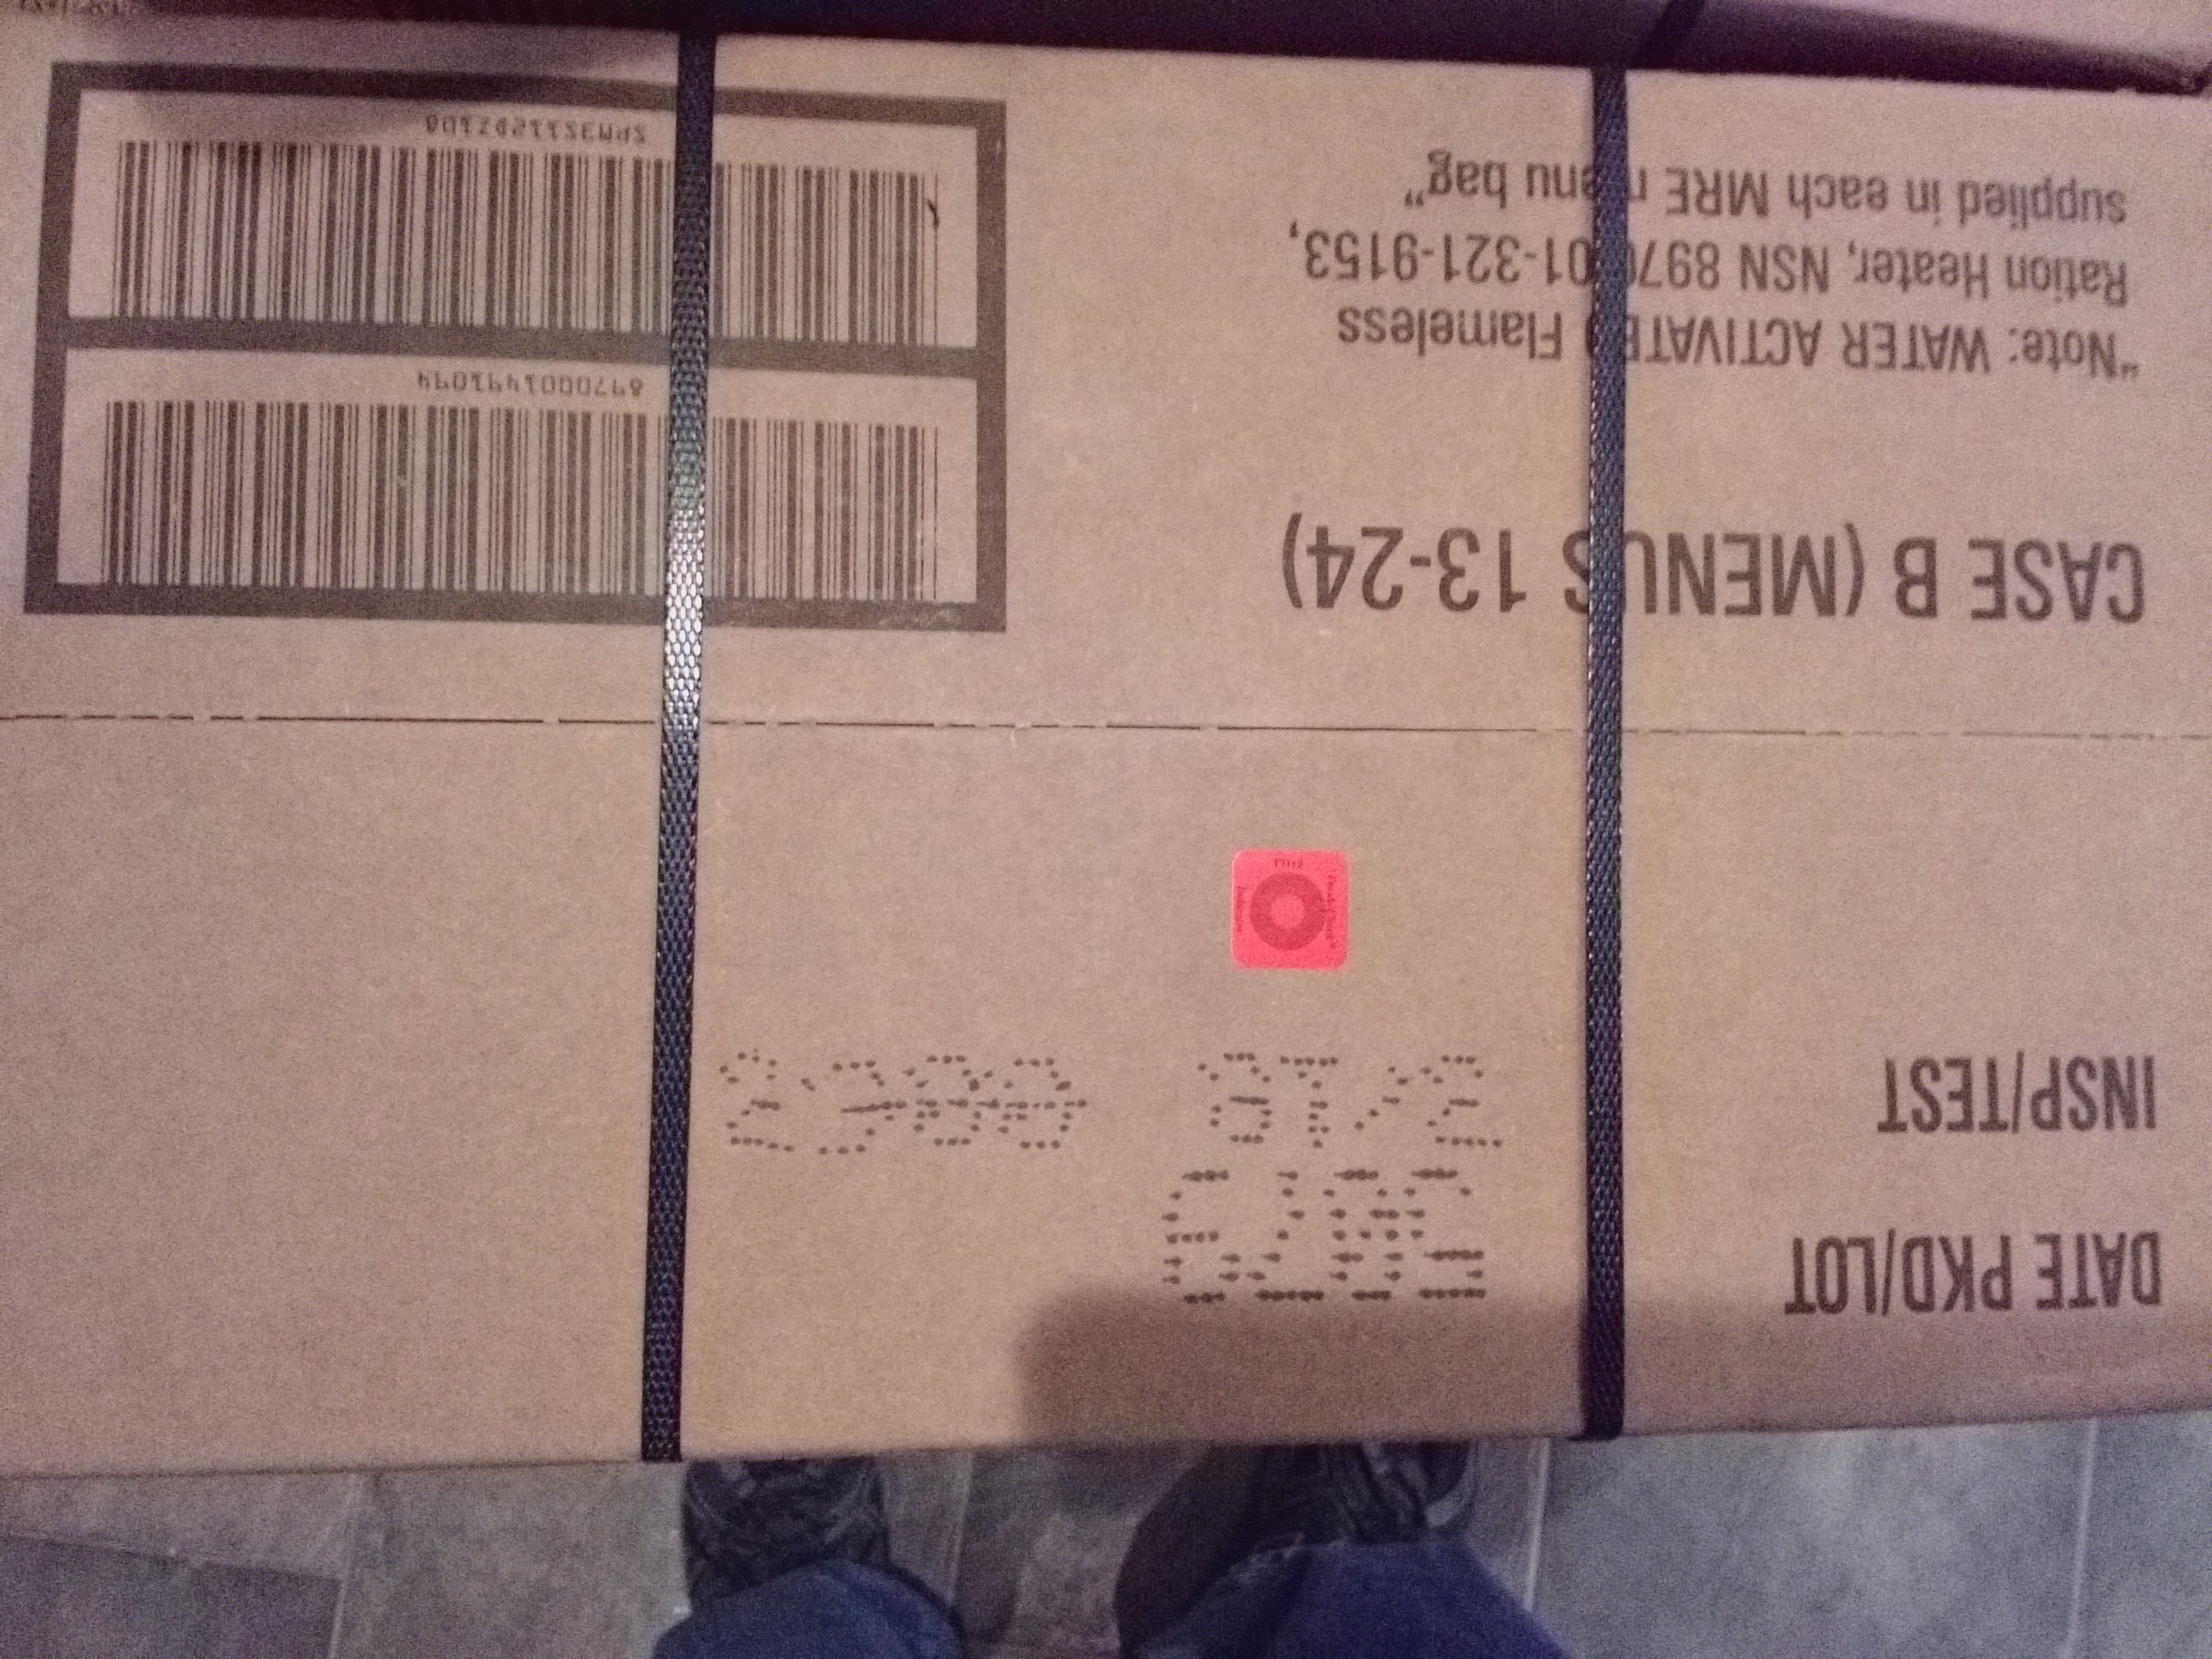 DATE PKD/LOT
INSP/TEST
CASE B (MENUS 13-24)
8970001491094
"Note: WATER ACTIVATED Flameless
Ration Heater, NSN 8970-01-321-9153,
supplied in each MRE menu bag"